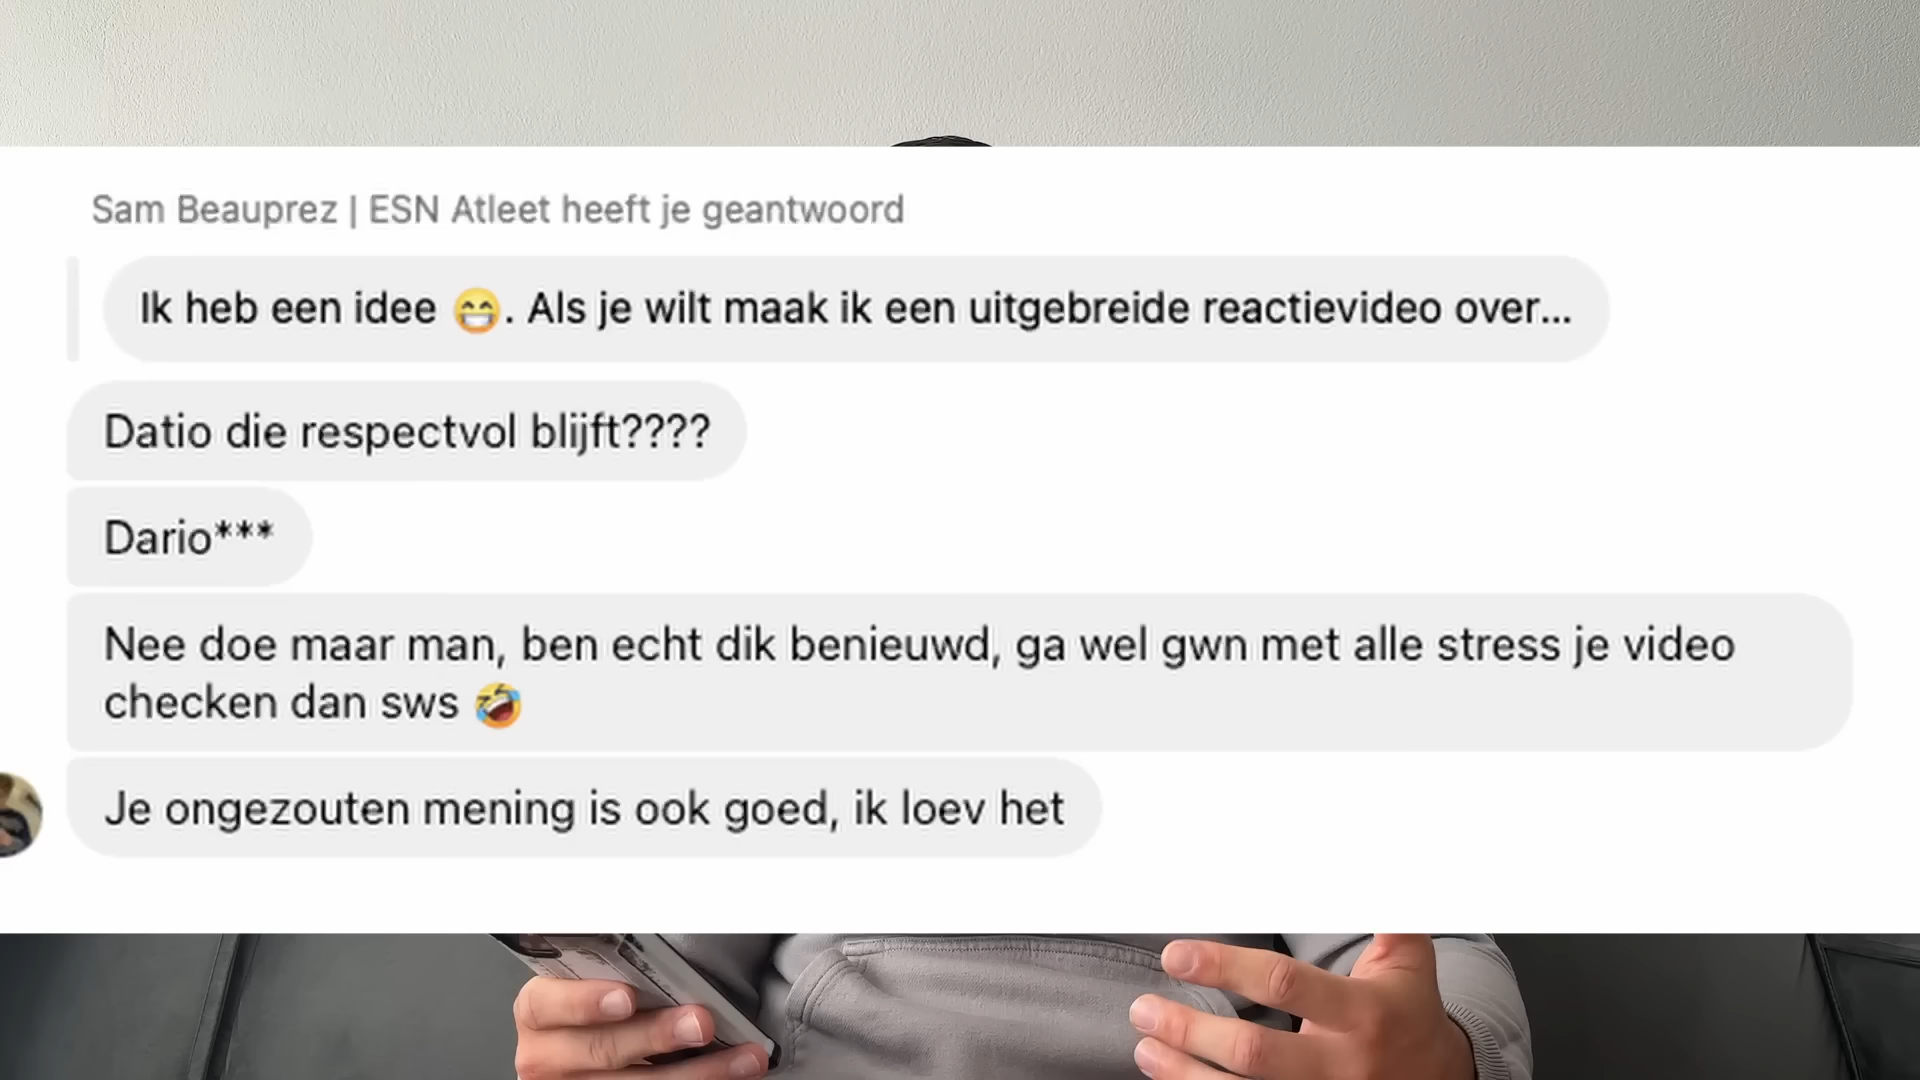 Sam Beauprez | ESN Atleet heeft je geantwoord
Ik heb een idee 😁. Als je wilt maak ik een uitgebreide reactievideo over...
Datio die respectvol blijft????
Dario***
Nee doe maar man, ben echt dik benieuwd, ga wel gwn met alle stress je video
checken dan sws 🤣
Je ongezouten mening is ook goed, ik loev het